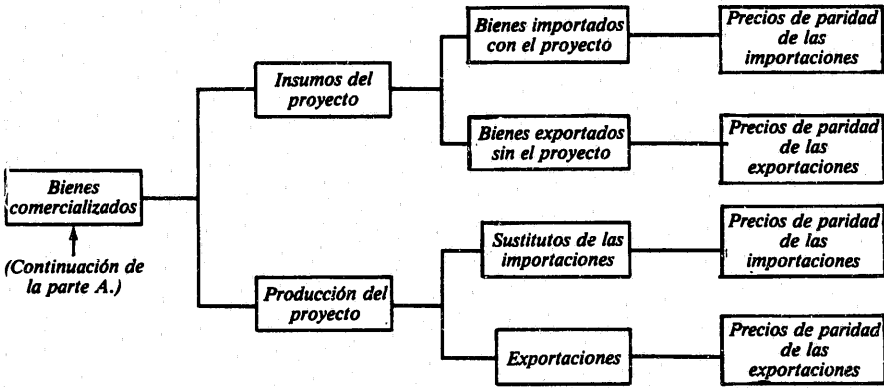 Bienes importados
con el proyecto
Precios de paridad
de las
importaciones
Insumos del
proyecto
Bienes exportados
sin el proyecto
Precios de paridad
de las
exportaciones
Bienes
comercializados
(Continuación de
la parte A.)
Sustitutos de las
importaciones
Precios de paridad
de las
importaciones
Producción del
proyecto
Exportaciones
Precios de paridad
de las
exportaciones